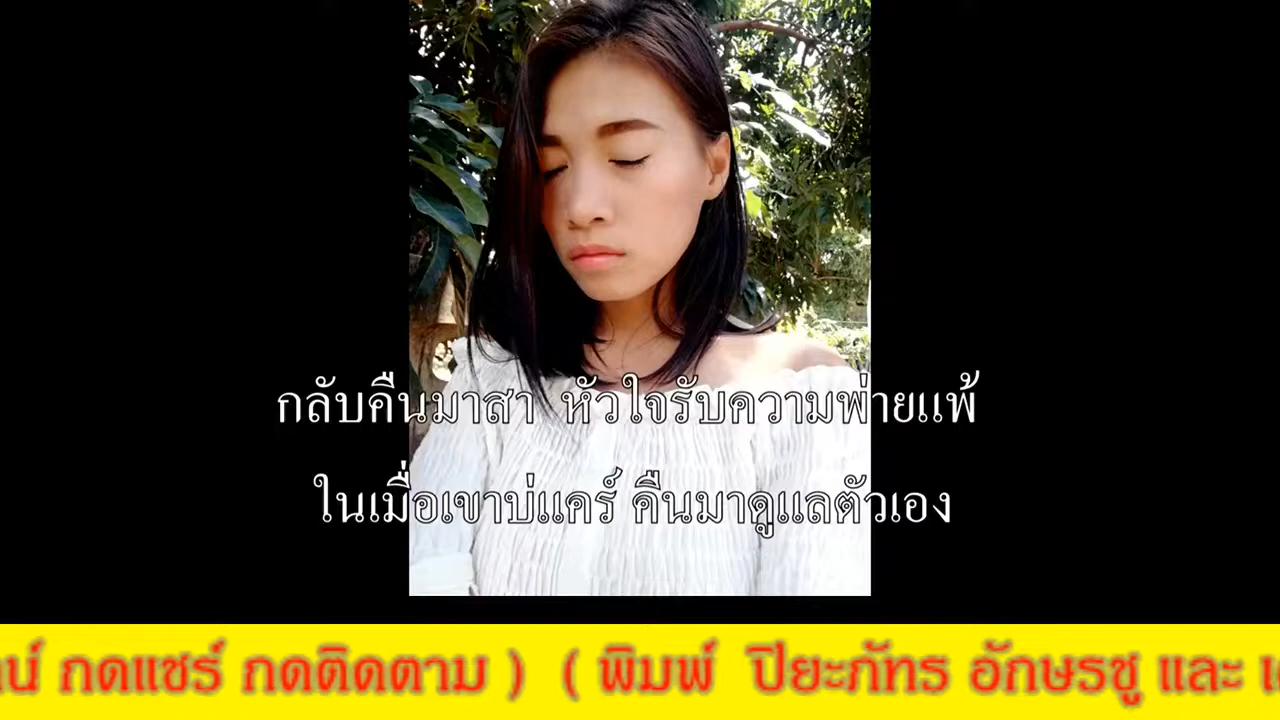 กลับคืนมาสา หัวใจรับความพ่ายแพ้
ในเมื่อเขาบ่แคร์ คืนมาดูแลตัวเอง
กดแชร์ กดติดตาม ) ( พิมพ์ ปิยะภัทร อักษรชู และ